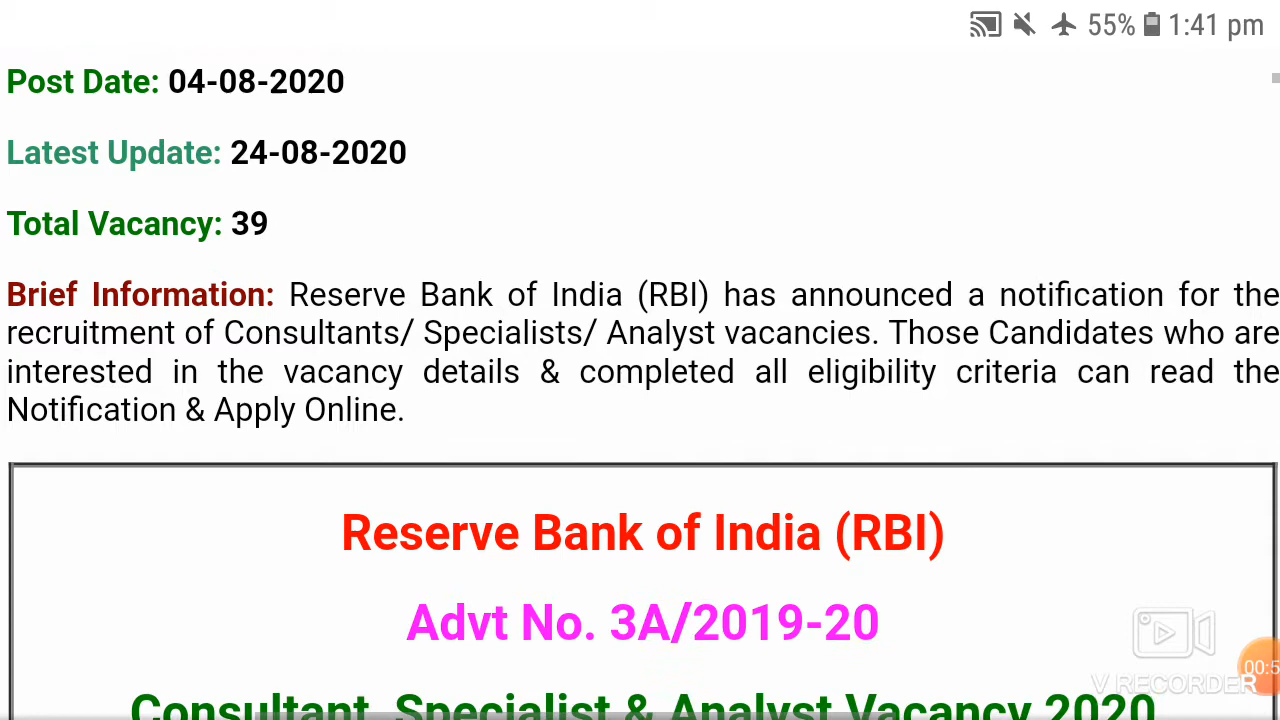 55% 1:41 pm
Post Date: 04-08-2020
Latest Update: 24-08-2020
Total Vacancy: 39
Brief Information: Reserve Bank of India (RBI) has announced a notification for the
recruitment of Consultants/ Specialists/ Analyst vacancies. Those Candidates who are
interested in the vacancy details & completed all eligibility criteria can read the
Notification & Apply Online.
Reserve Bank of India (RBI)
Advt No. 3A/2019-20
00:5
V RECORDER
Consultant, Specialist & Analyst Vacancy 2020